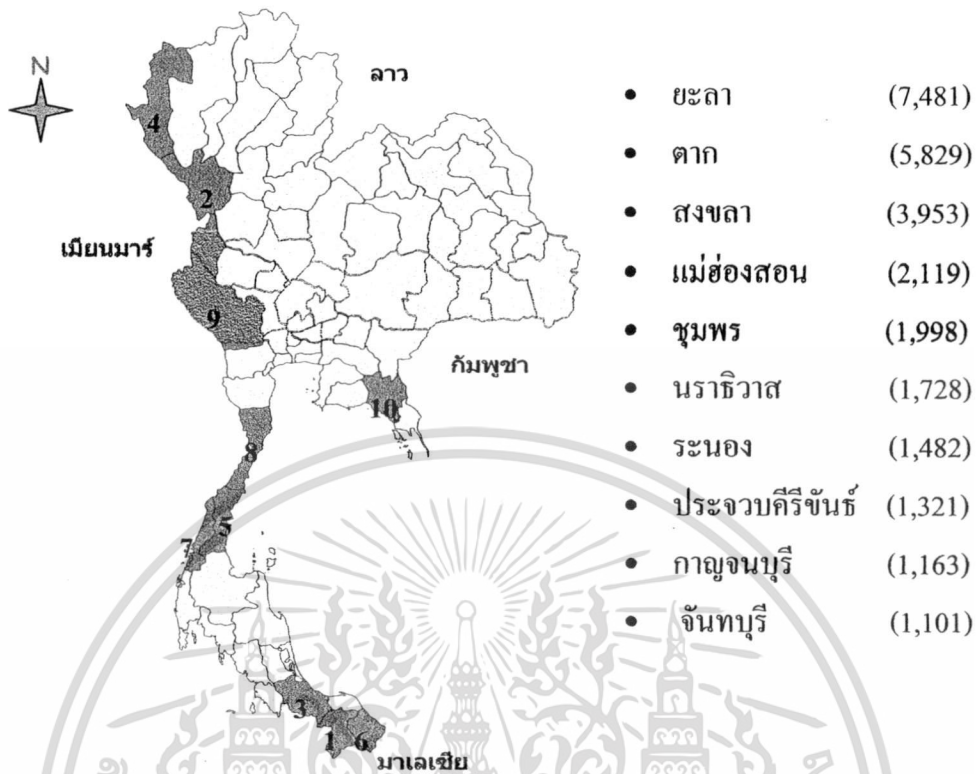 N
ลาว
เมียนมาร์
กัมพูชา
มาเลเซีย
4
2
9
10
8
5
7
3
1
6
• ยะลา (7,481)
• ตาก (5,829)
• สงขลา (3,953)
• แม่ฮ่องสอน (2,119)
• ชุมพร (1,998)
• นราธิวาส (1,728)
• ระนอง (1,482)
• ประจวบคีรีขันธ์ (1,321)
• กาญจนบุรี (1,163)
• จันทบุรี (1,101)